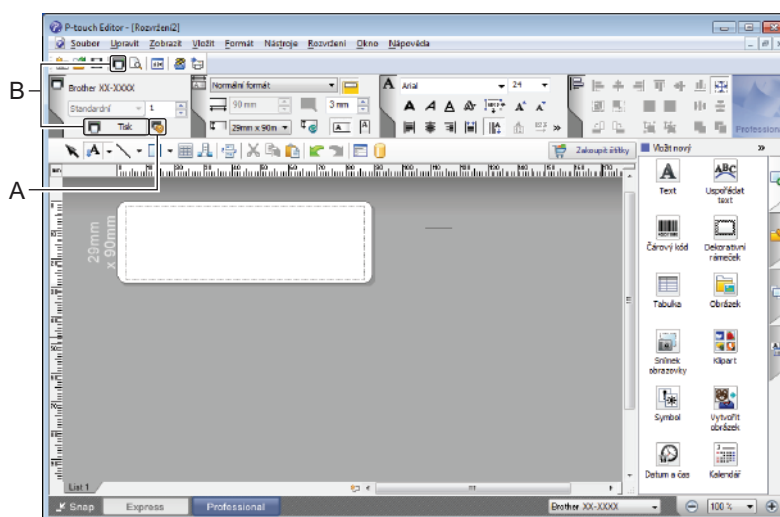 P-touch Editor - [Rozvržení2]
Soubor Upravit Zobrazit Vložit Formát Nástroje Rozvržení Okno Nápověda
B
Brother XX-XXXX
Standardní 1
Tisk
A
Normální formát
90 mm 3 mm
29mm x 90m
Arial 24
Professional
Zakoupit štítky
Vložit nový
Text
Uspořádat
text
Čárový kód
Dekorativní
rámeček
Tabulka
Obrázek
Snímek
obrazovky
Klipart
Symbol
Vytvořit
obrázek
Datum a čas
Kalendář
29mm
x 90mm
List 1
Snap Express Professional
Brother XX-XXXX 100 %